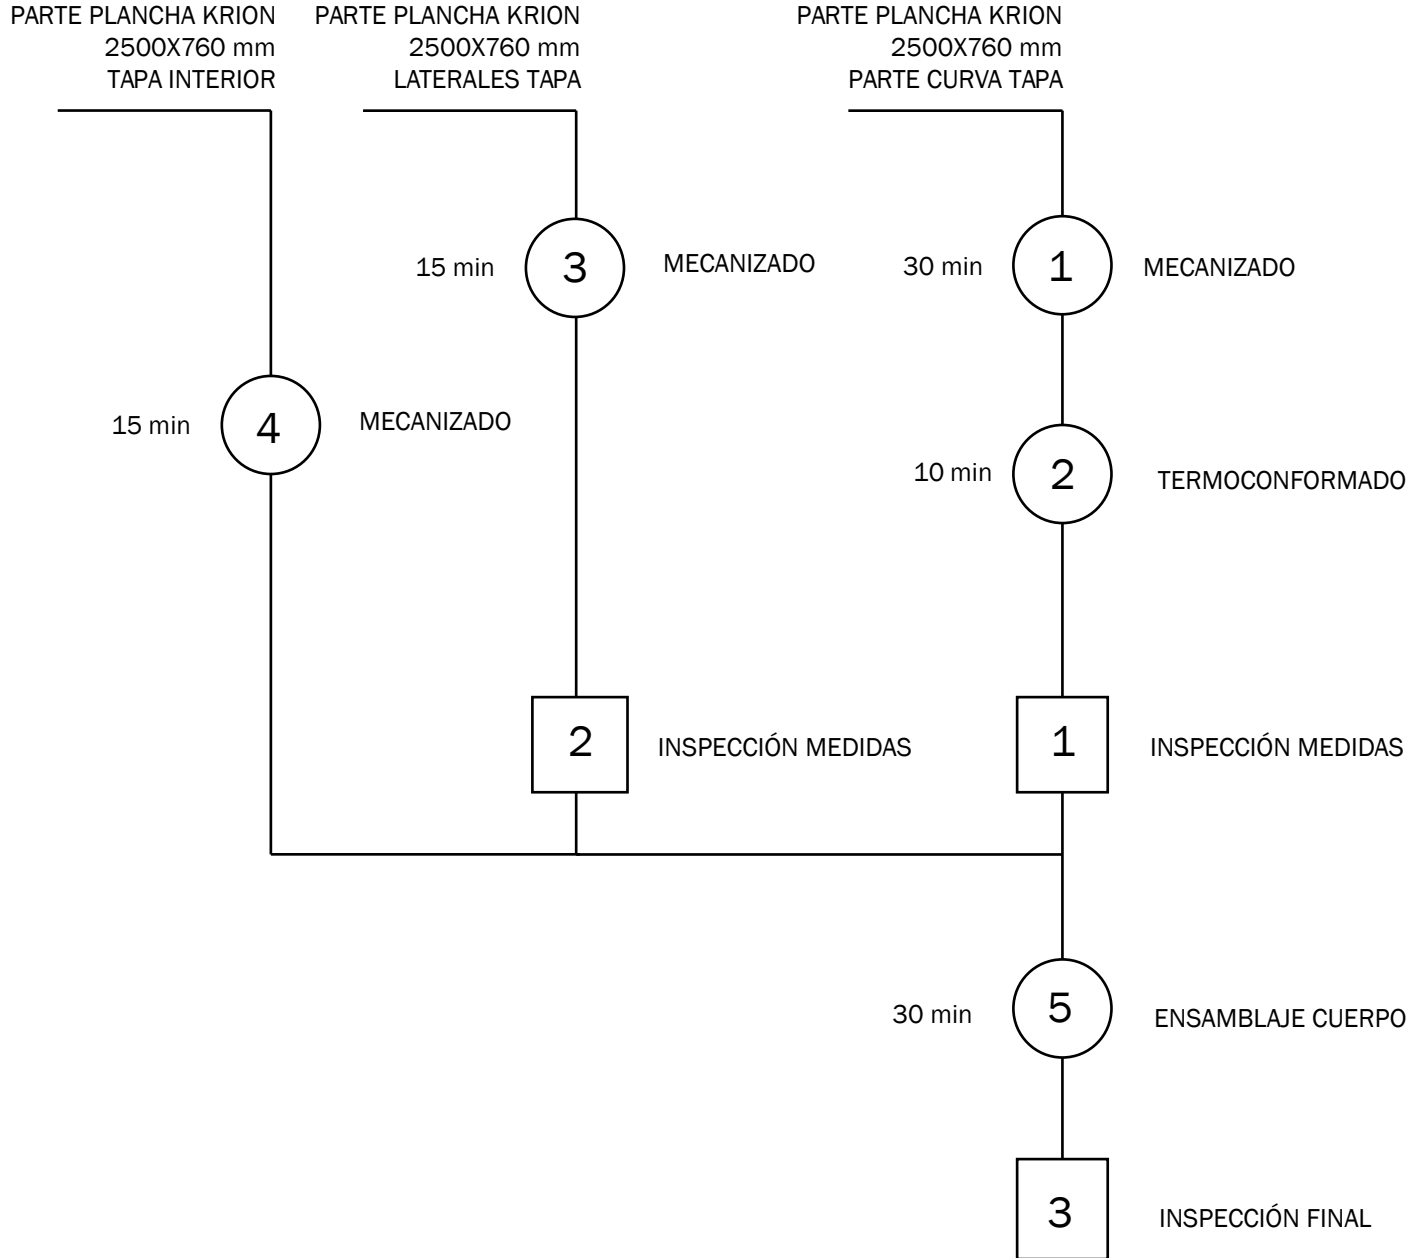 PARTE PLANCHA KRION
2500X760 mm
TAPA INTERIOR
PARTE PLANCHA KRION
2500X760 mm
LATERALES TAPA
PARTE PLANCHA KRION
2500X760 mm
PARTE CURVA TAPA
15 min
3
MECANIZADO
30 min
1
MECANIZADO
15 min
4
MECANIZADO
10 min
2
TERMOCONFORMADO
2
INSPECCIÓN MEDIDAS
1
INSPECCIÓN MEDIDAS
30 min
5
ENSAMBLAJE CUERPO
3
INSPECCIÓN FINAL